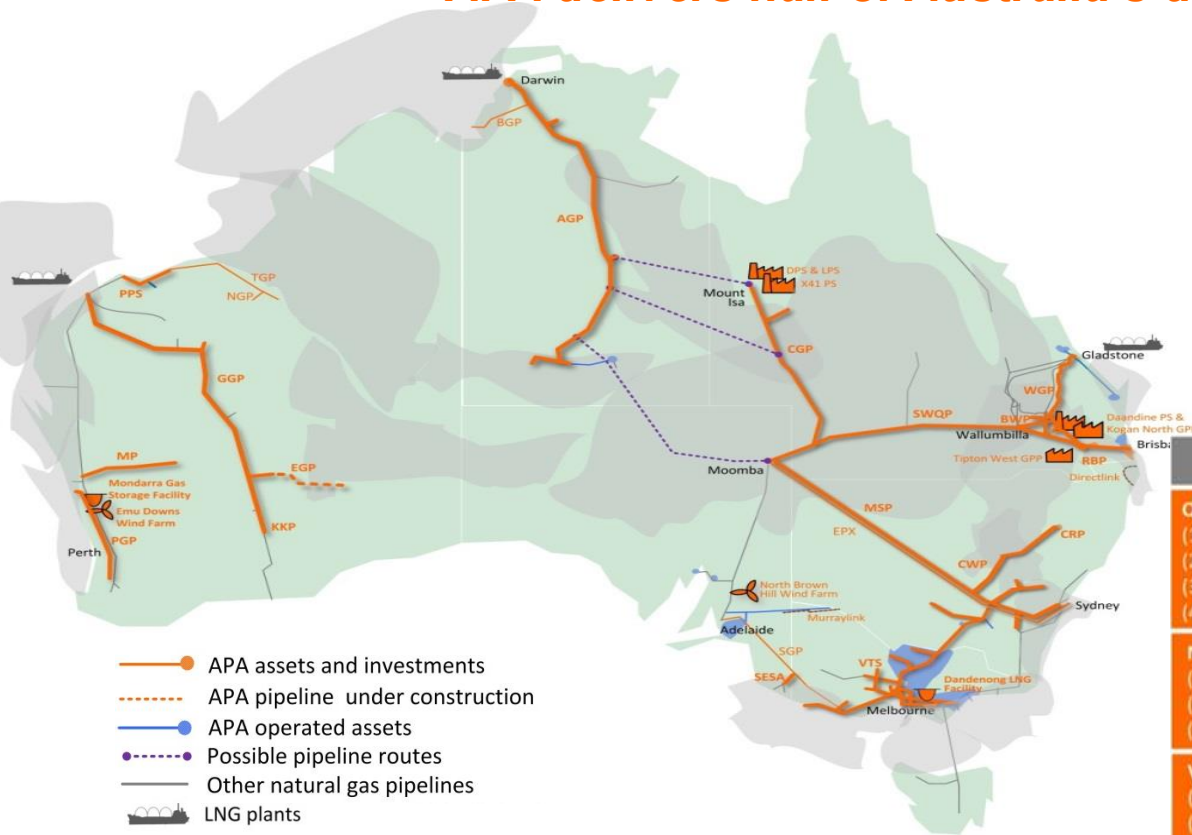 Darwin
BGP
AGP
TGP
NGP
PPS
DPS & LPS
X41 PS
Mount
Isa
CGP
Gladstone
GGP
WGP
SWQP
BWP
Daandine PS &
Kogan North GPP
Wallumbilla
Brisba
Tipton West GPP
RBP
Directlink
MP
EGP
Moomba
Mondarra Gas
Storage Facility
Emu Downs
Wind Farm
KKP
PGP
Perth
MSP
EPX
CRP
CWP
North Brown
Hill Wind Farm
Murraylink
Sydney
Adelaide
SGP
VTS
SESA
Dandenong LNG
Facility
Melbourne
APA assets and investments
APA pipeline under construction
APA operated assets
Possible pipeline routes
Other natural gas pipelines
LNG plants